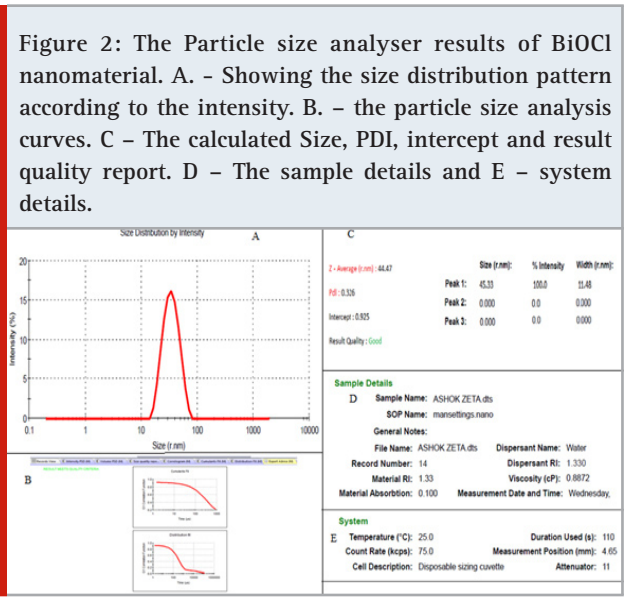 Figure 2: The Particle size analyser results of BiOCl
nanomaterial. A. - Showing the size distribution pattern
according to the intensity. B. – the particle size analysis
curves. C – The calculated Size, PDI, intercept and result
quality report. D – The sample details and E – system
details.
Size Distribution by Intensity
A
20
15
10
5
0
Intensity (%)
0.1 1 10 100 1000 10000
Size (r.nm)
B
C
Size (r.nm): % Intensity Width (r.nm):
Z - Average (r.nm) : 44.47
Peak 1: 45.33 100.0 11.48
PdI : 0.326
Peak 2: 0.000 0.0 0.000
Intercept : 0.925
Peak 3: 0.000 0.0 0.000
Result Quality : Good
Sample Details
D Sample Name: ASHOK ZETA.dts
SOP Name: mansettings.nano
General Notes:
File Name: ASHOK ZETA.dts Dispersant Name: Water
Record Number: 14 Dispersant RI: 1.330
Material RI: 1.33 Viscosity (cP): 0.8872
Material Absorbtion: 0.100 Measurement Date and Time: Wednesday,
System
E Temperature (°C): 25.0 Duration Used (s): 110
Count Rate (kcps): 75.0 Measurement Position (mm): 4.65
Cell Description: Disposable sizing cuvette Attenuator: 11